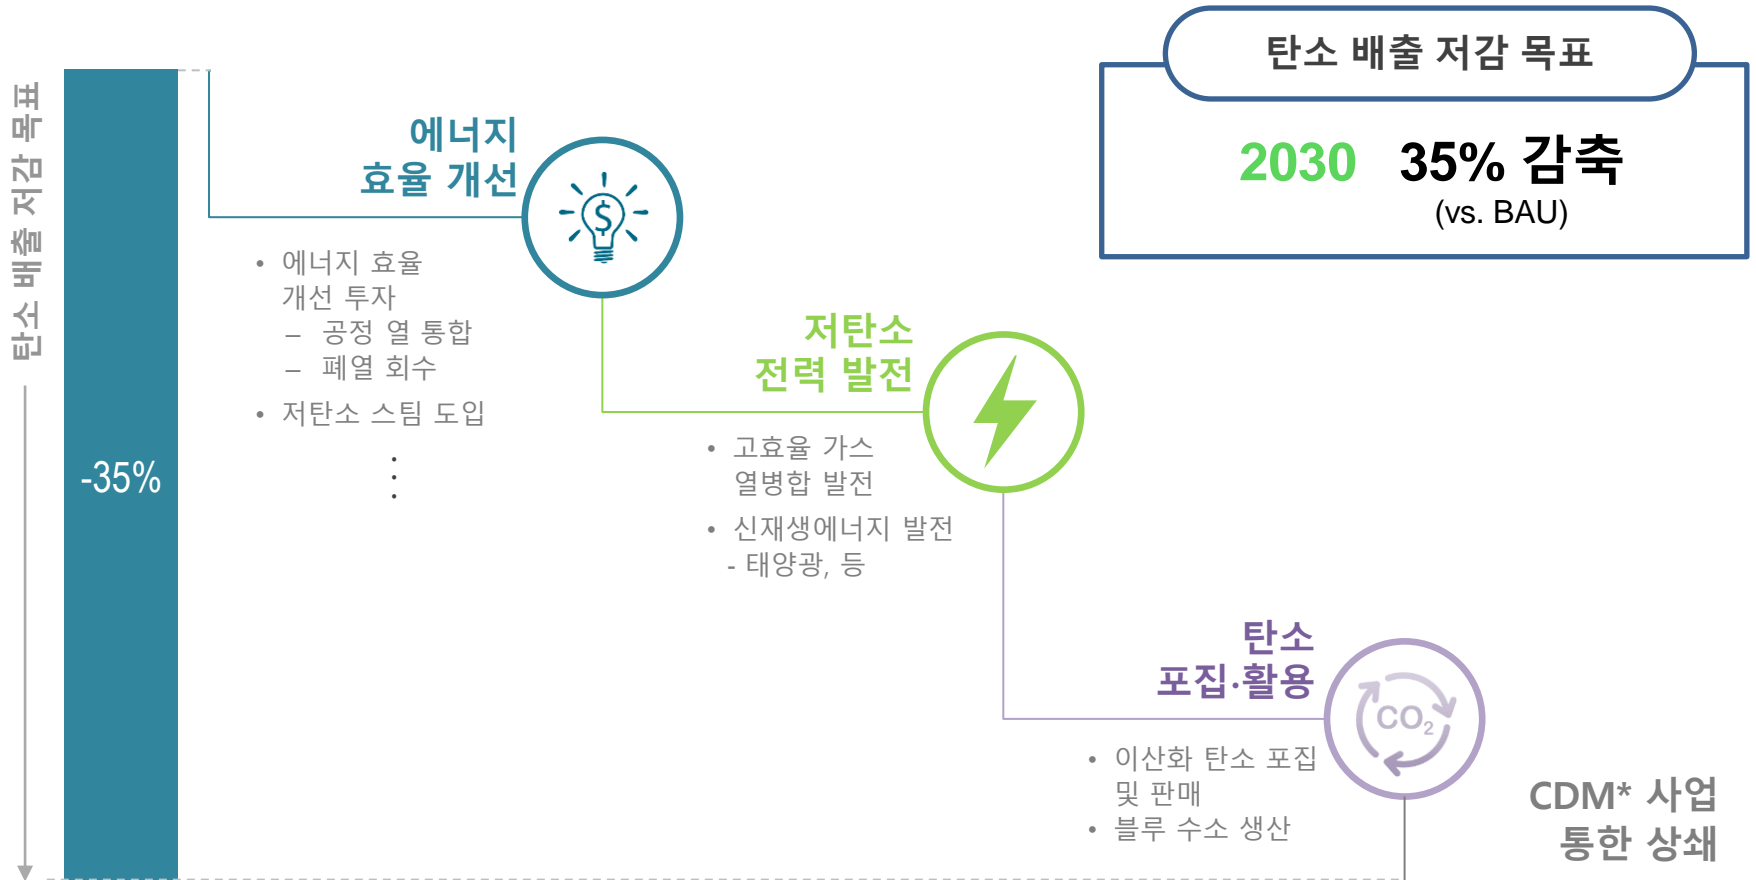 탄소 배출 저감 목표
2030 35% 감축
(vs. BAU)
탄소 배출 저감 목표
-35%
에너지
효율 개선
$
• 에너지 효율
개선 투자
– 공정 열 통합
– 폐열 회수
• 저탄소 스팀 도입
⋮
저탄소
전력 발전
• 고효율 가스
열병합 발전
• 신재생에너지 발전
- 태양광, 등
탄소
포집·활용
CO₂
• 이산화 탄소 포집
및 판매
• 블루 수소 생산
CDM* 사업
통한 상쇄